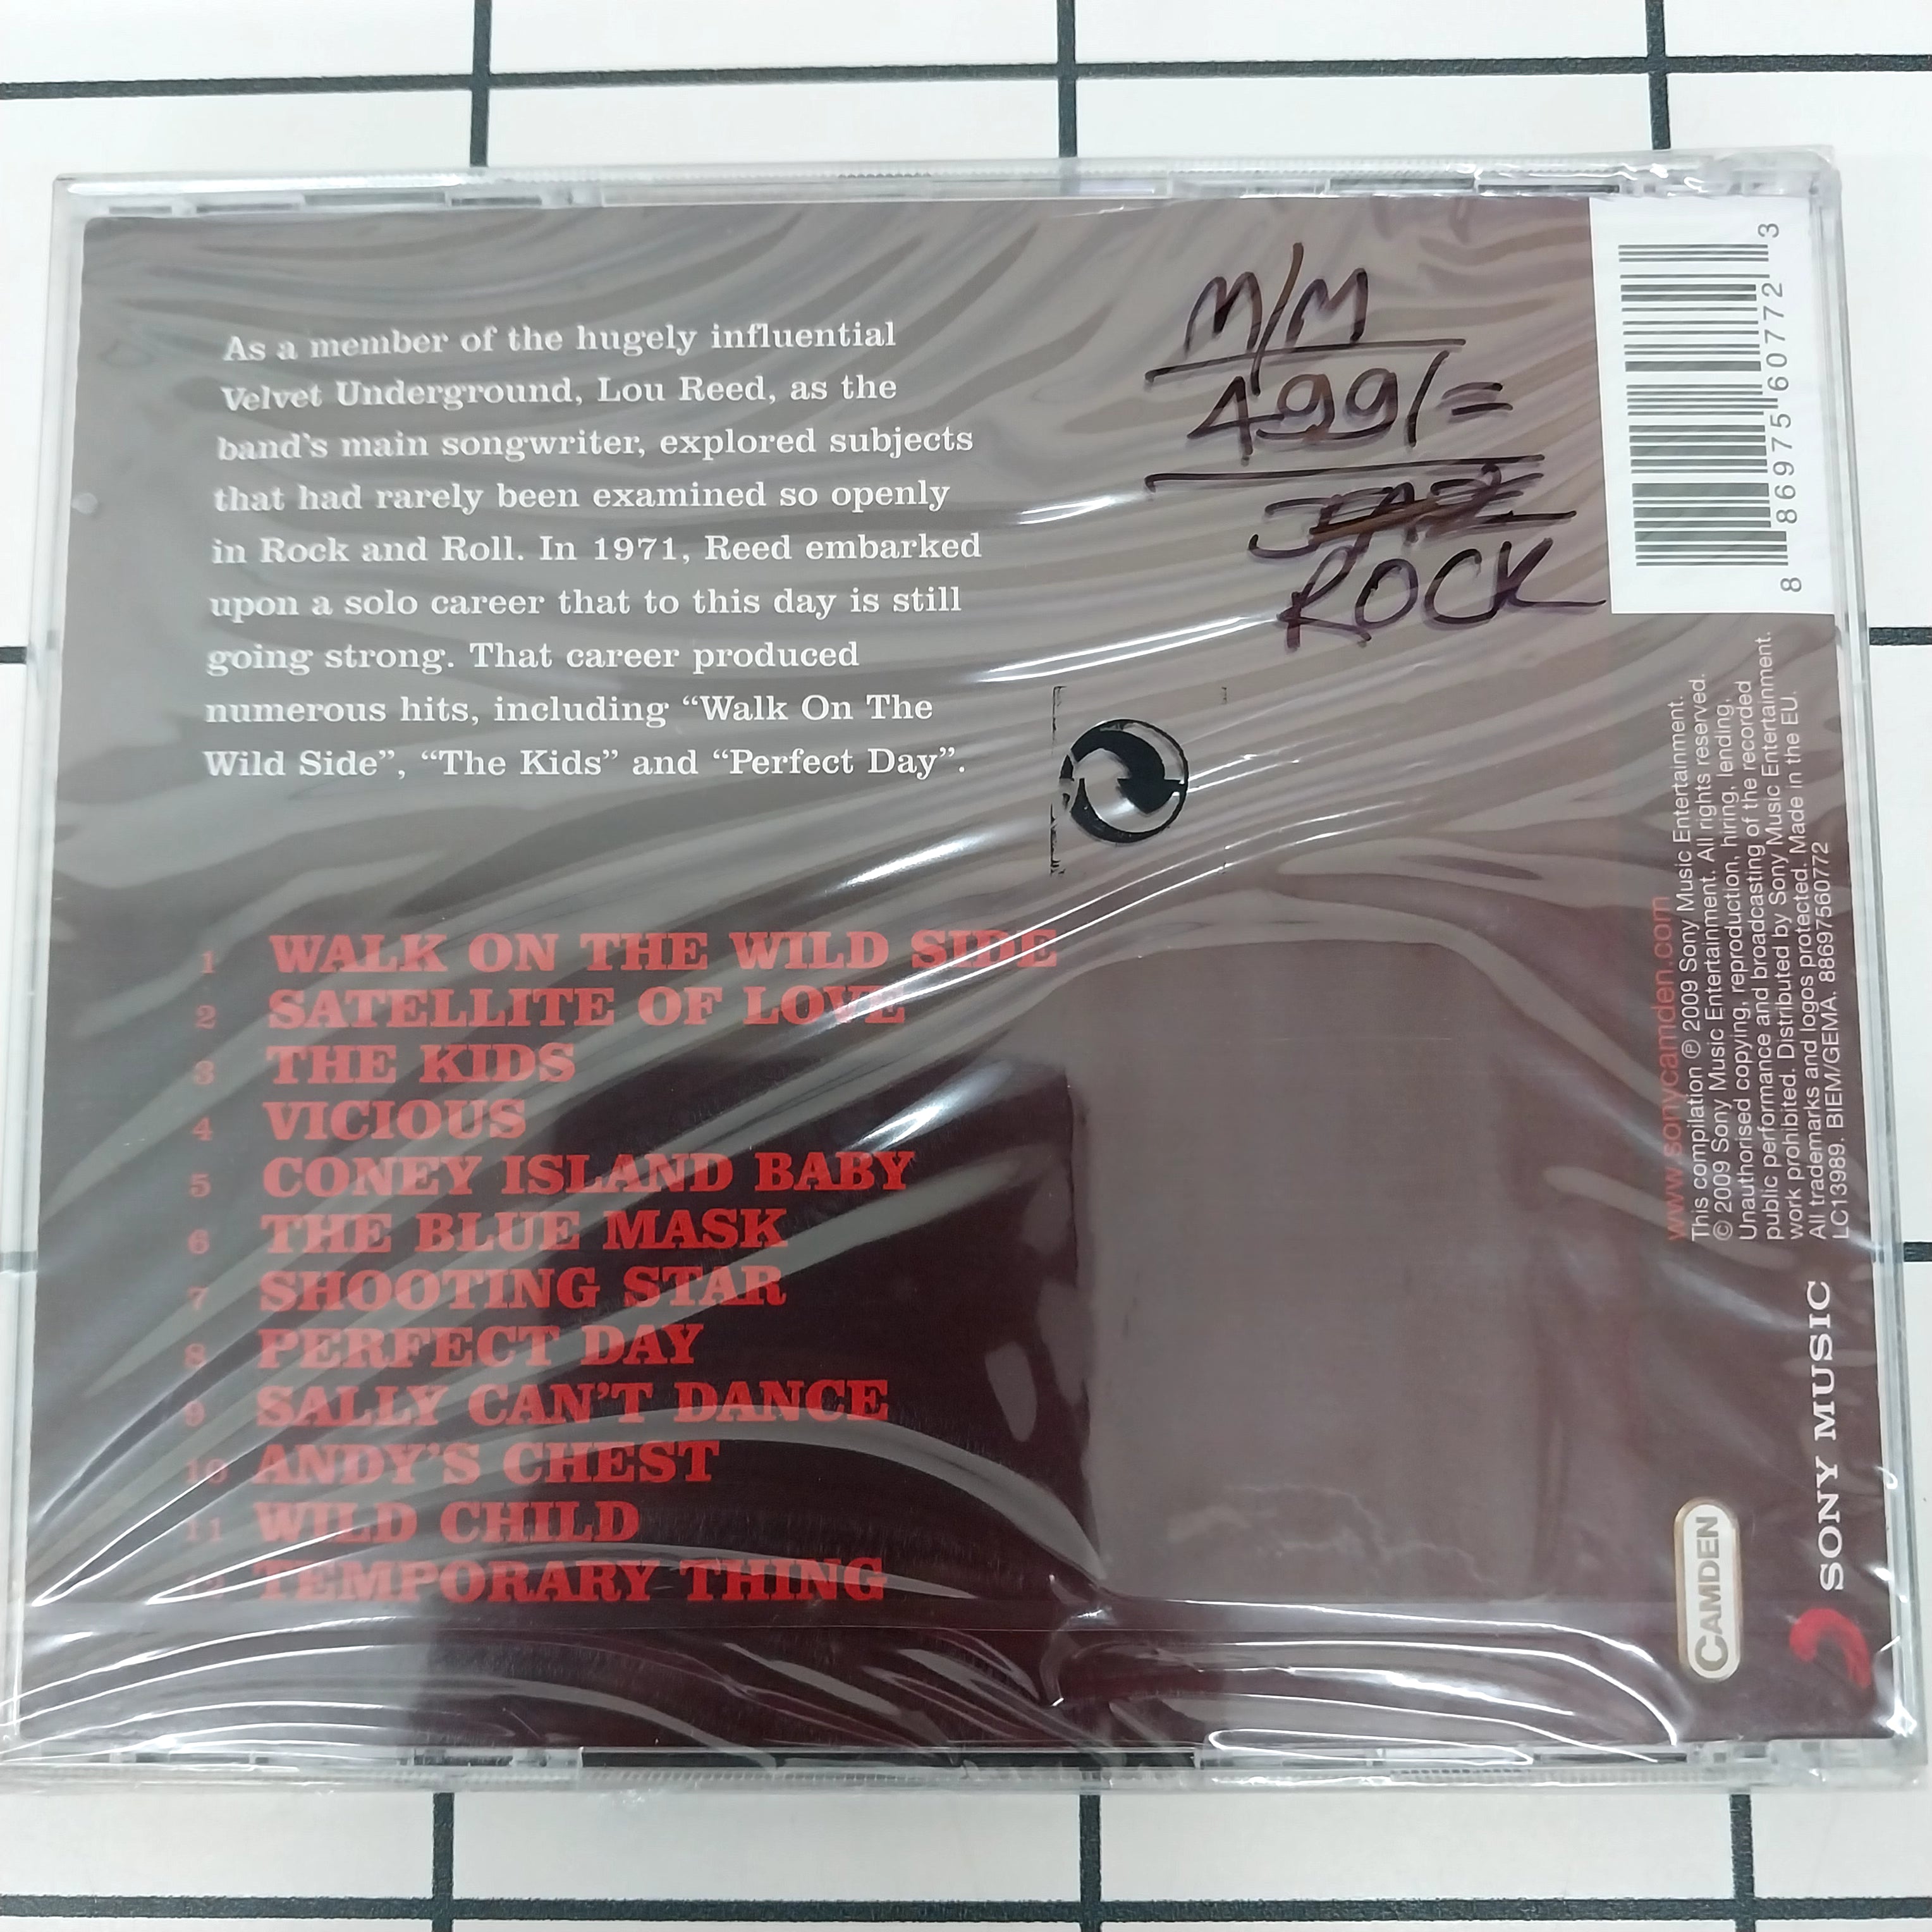 As a member of the hugely influential
Velvet Underground, Lou Reed, as the
band's main songwriter, explored subjects
that had rarely been examined so openly
in Rock and Roll. In 1971, Reed embarked
upon a solo career that to this day is still
going strong. That career produced
numerous hits, including “Walk On The
Wild Side”, “The Kids” and “Perfect Day”.
M/M
499/=
ROCK
8 86975 60772 3
1 WALK ON THE WILD SIDE
2 SATELLITE OF LOVE
3 THE KIDS
4 VICIOUS
5 CONEY ISLAND BABY
6 THE BLUE MASK
7 SHOOTING STAR
8 PERFECT DAY
9 SALLY CAN'T DANCE
10 ANDY'S CHEST
11 WILD CHILD
12 TEMPORARY THING
www.sonycamden.com
This compilation ℗ 2009 Sony Music Entertainment.
© 2009 Sony Music Entertainment. All rights reserved.
Unauthorised copying, reproduction, hiring, lending,
public performance and broadcasting of the recorded
work prohibited. Distributed by Sony Music Entertainment.
All trademarks and logos protected. Made in the EU.
LC13989. BIEM/GEMA. 88697560772
CAMDEN
SONY MUSIC